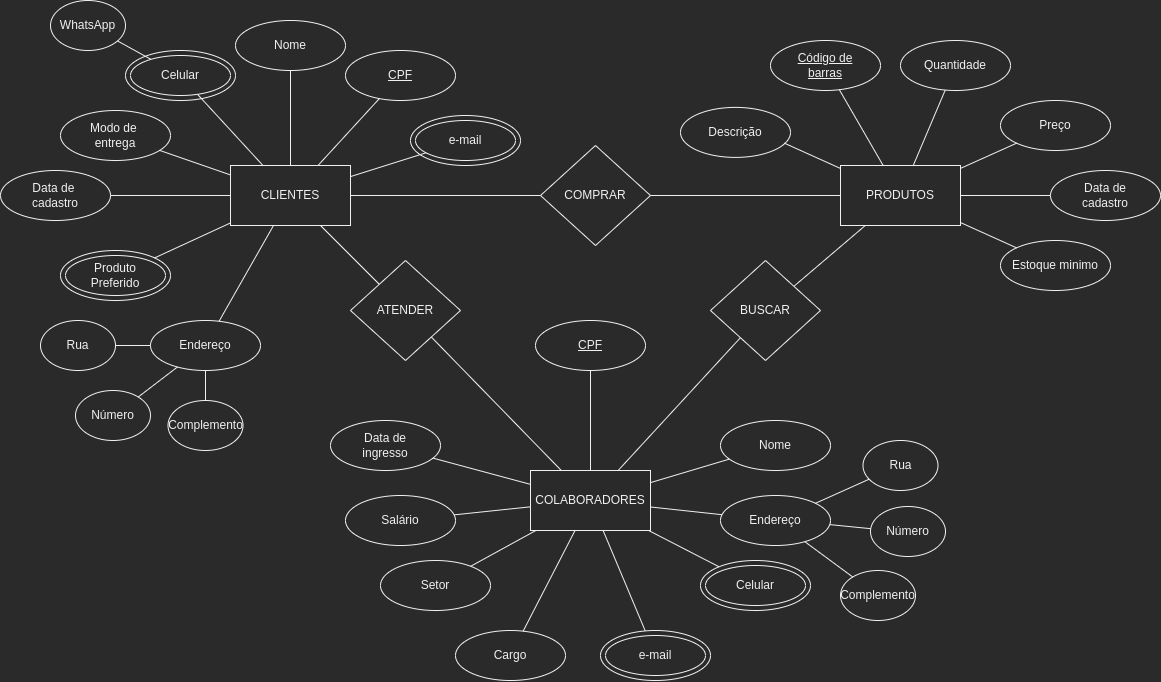 WhatsApp
Nome
Celular
CPF
Modo de
entrega
e-mail
Data de
cadastro
CLIENTES
Produto
Preferido
Endereço
Rua
Número
Complemento
COMPRAR
Código de
barras
Quantidade
Descrição
Preço
PRODUTOS
Data de
cadastro
Estoque minimo
ATENDER
BUSCAR
CPF
Data de
ingresso
Nome
COLABORADORES
Salário
Endereço
Rua
Número
Complemento
Setor
Celular
Cargo
e-mail